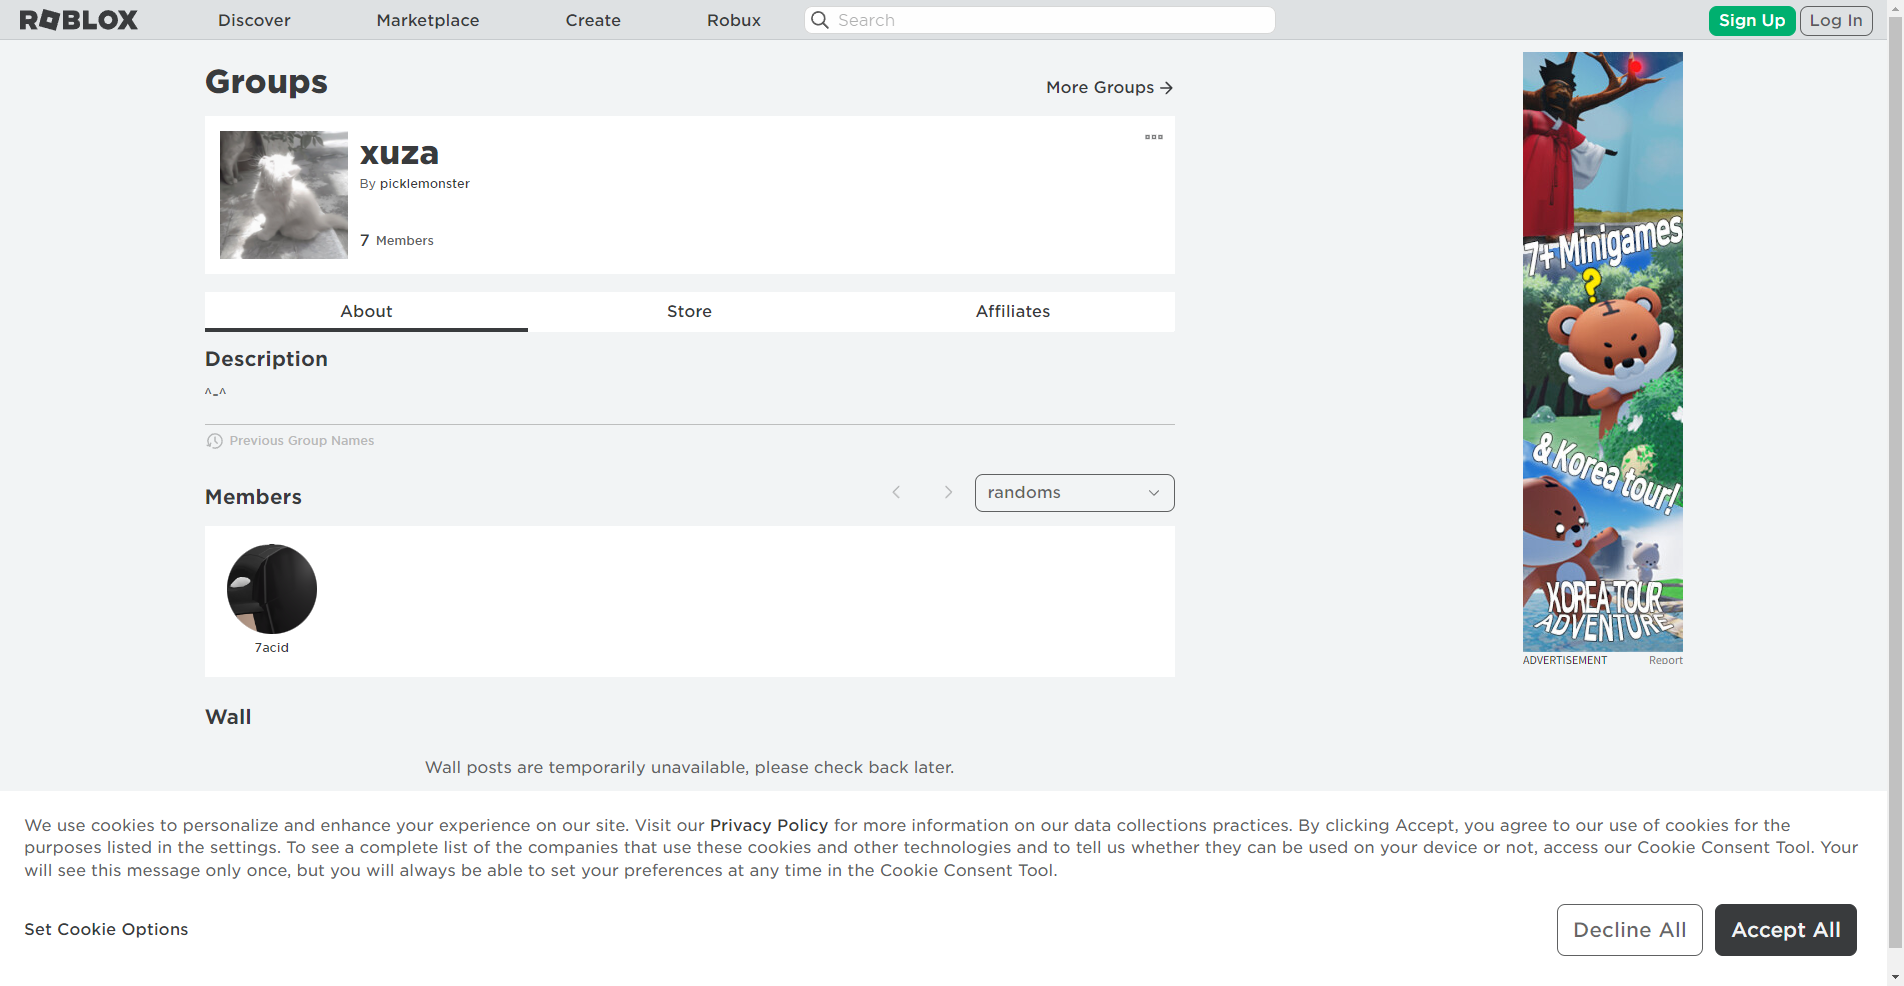 ROBLOX
Discover
Marketplace
Create
Robux
Search
Sign Up
Log In
Groups
More Groups
xuza
By picklemonster
7 Members
About
Store
Affiliates
Description
^-^
Previous Group Names
Members
randoms
7acid
Wall
Wall posts are temporarily unavailable, please check back later.
7+ Minigames
?
& Korea tour!
KOREA TOUR
ADVENTURE
ADVERTISEMENT
Report
We use cookies to personalize and enhance your experience on our site. Visit our Privacy Policy for more information on our data collections practices. By clicking Accept, you agree to our use of cookies for the
purposes listed in the settings. To see a complete list of the companies that use these cookies and other technologies and to tell us whether they can be used on your device or not, access our Cookie Consent Tool. Your
will see this message only once, but you will always be able to set your preferences at any time in the Cookie Consent Tool.
Set Cookie Options
Decline All
Accept All